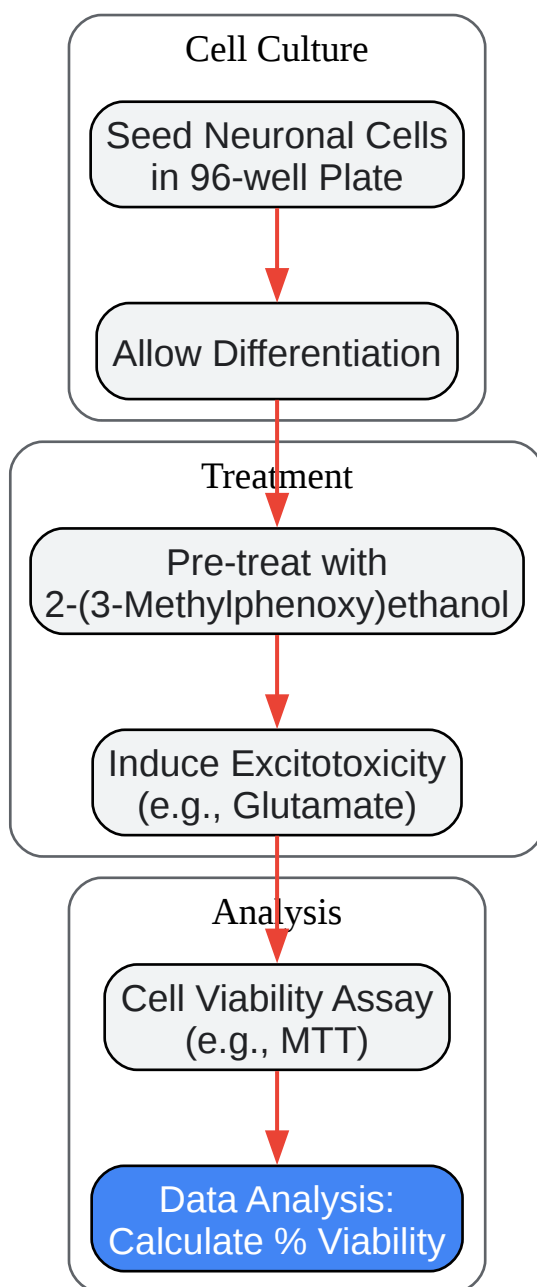 Cell Culture
Seed Neuronal Cells
in 96-well Plate
Allow Differentiation
Treatment
Pre-treat with
2-(3-Methylphenoxy)ethanol
Induce Excitotoxicity
(e.g., Glutamate)
Analysis
Cell Viability Assay
(e.g., MTT)
Data Analysis:
Calculate % Viability